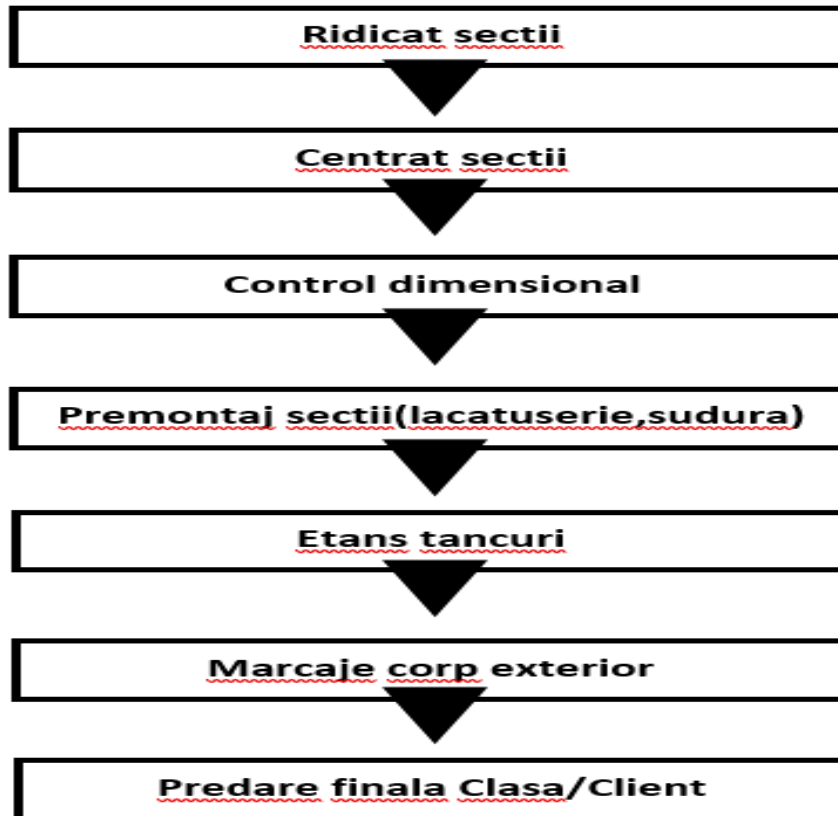 Ridicat sectii
Centrat sectii
Control dimensional
Premontaj sectii(lacatuserie,sudura)
Etans tancuri
Marcaje corp exterior
Predare finala Clasa/Client